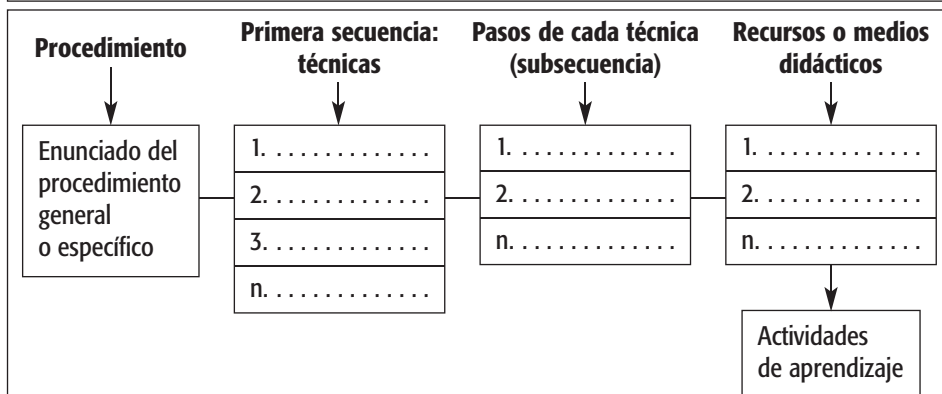 Procedimiento
Enunciado del
procedimiento
general
o específico
Primera secuencia:
técnicas
1. . . . . . . . . . . . . .
2. . . . . . . . . . . . . .
3. . . . . . . . . . . . . .
n. . . . . . . . . . . . . .
Pasos de cada técnica
(subsecuencia)
1. . . . . . . . . . . . . .
2. . . . . . . . . . . . . .
n. . . . . . . . . . . . . .
Recursos o medios
didácticos
1. . . . . . . . . . . . . .
2. . . . . . . . . . . . . .
n. . . . . . . . . . . . . .
Actividades
de aprendizaje